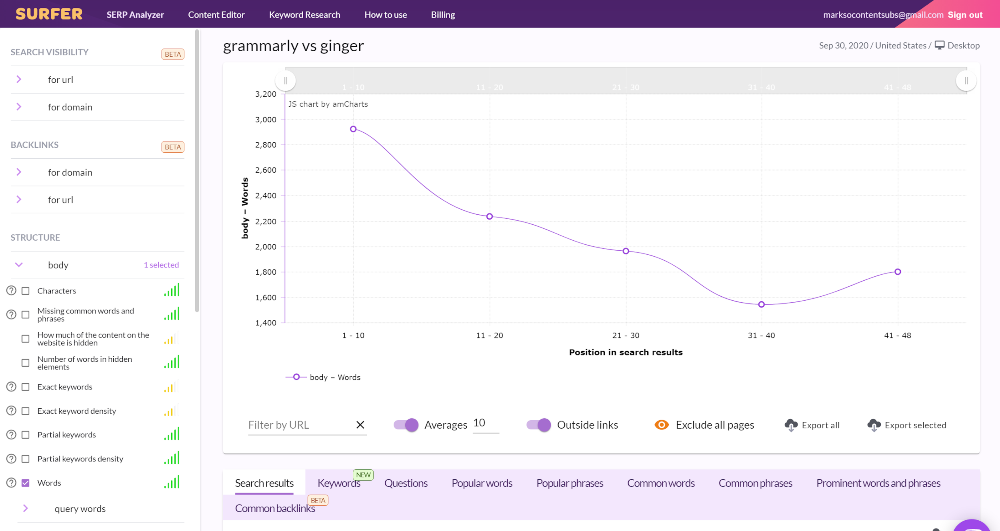 SURFER
SERP Analyzer
Content Editor
Keyword Research
How to use
Billing
marksocontentsubs@gmail.com Sign out
SEARCH VISIBILITY
BETA
for url
for domain
BACKLINKS
BETA
for domain
for url
STRUCTURE
body
1 selected
Characters
Missing common words and
phrases
How much of the content on the
website is hidden
Number of words in hidden
elements
Exact keywords
Exact keyword density
Partial keywords
Partial keywords density
Words
query words
grammarly vs ginger
Sep 30, 2020 / United States / Desktop
1 - 10
11 - 20
21 - 30
31 - 40
41 - 48
JS chart by amCharts
body – Words
3,200
3,000
2,800
2,600
2,400
2,200
2,000
1,800
1,600
1,400
1 - 10
11 - 20
21 - 30
31 - 40
41 - 48
Position in search results
body – Words
Filter by URL
Averages
10
Outside links
Exclude all pages
Export all
Export selected
Search results
Keywords
NEW
Questions
Popular words
Popular phrases
Common words
Common phrases
Prominent words and phrases
Common backlinks
BETA